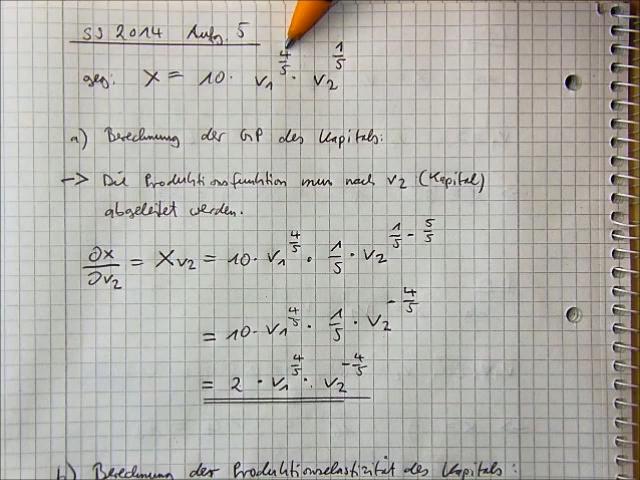 SS 2014 Aufg. 5
geg: x = 10 · v₁^(4/5) · v₂^(1/5)
a) Berechnung der GP des Kapitals:
-> Die Produktionsfunktion muss nach v₂ (Kapital)
abgeleitet werden.
∂x/∂v₂ = Xv₂ = 10 · v₁^(4/5) · 1/5 · v₂^(1/5 - 5/5)
= 10 · v₁^(4/5) · 1/5 · v₂^(-4/5)
= 2 · v₁^(4/5) · v₂^(-4/5)
b) Berechnung der Produktionselastizität des Kapitals: